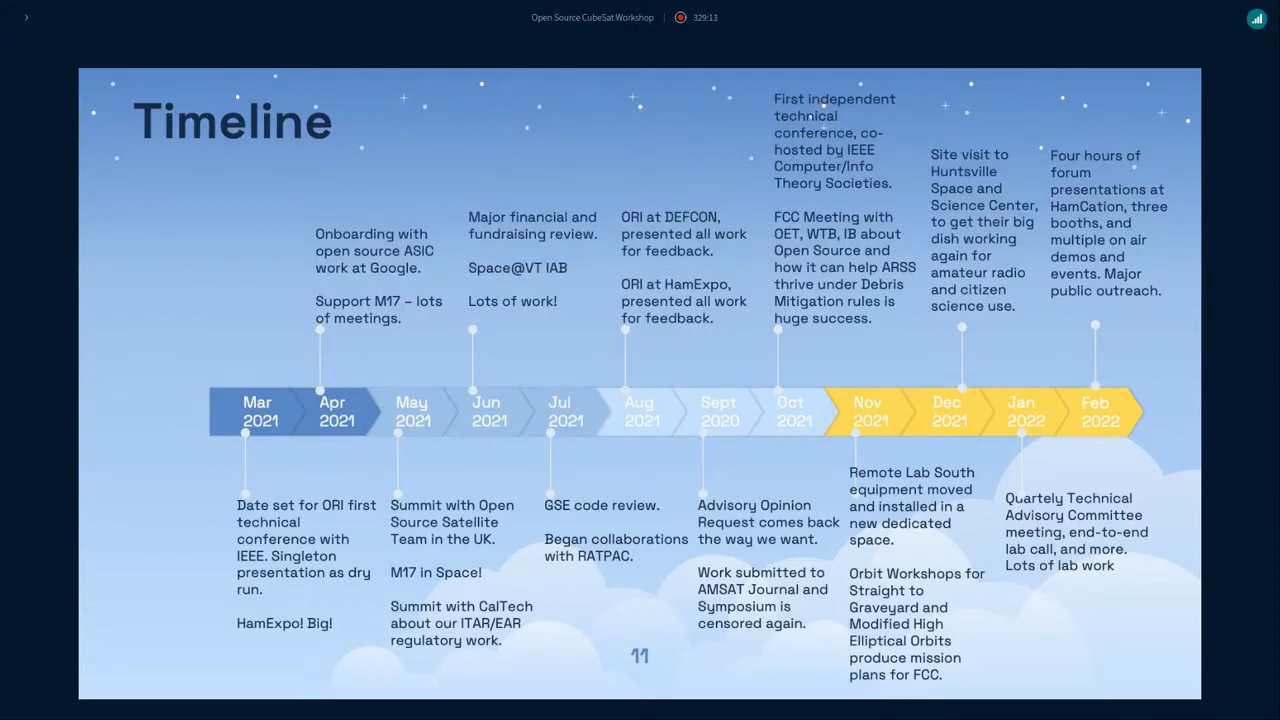 Open Source CubeSat Workshop
329:13
Timeline
First independent
technical
conference, co-
hosted by IEEE
Computer/Info
Theory Societies.
FCC Meeting with
OET, WTB, IB about
Open Source and
how it can help ARSS
thrive under Debris
Mitigation rules is
huge success.
Site visit to
Huntsville
Space and
Science Center,
to get their big
dish working
again for
amateur radio
and citizen
science use.
Four hours of
forum
presentations at
HamCation, three
booths, and
multiple on air
demos and
events. Major
public outreach.
Onboarding with
open source ASIC
work at Google.
Support M17 – lots
of meetings.
Major financial and
fundraising review.
Space@VT IAB
Lots of work!
ORI at DEFCON,
presented all work
for feedback.
ORI at HamExpo,
presented all work
for feedback.
Mar
2021
Apr
2021
May
2021
Jun
2021
Jul
2021
Aug
2021
Sept
2020
Oct
2021
Nov
2021
Dec
2021
Jan
2022
Feb
2022
Date set for ORI first
technical
conference with
IEEE. Singleton
presentation as dry
run.
HamExpo! Big!
Summit with Open
Source Satellite
Team in the UK.
M17 in Space!
Summit with CalTech
about our ITAR/EAR
regulatory work.
GSE code review.
Began collaborations
with RATPAC.
Advisory Opinion
Request comes back
the way we want.
Work submitted to
AMSAT Journal and
Symposium is
censored again.
Remote Lab South
equipment moved
and installed in a
new dedicated
space.
Orbit Workshops for
Straight to
Graveyard and
Modified High
Elliptical Orbits
produce mission
plans for FCC.
Quartely Technical
Advisory Committee
meeting, end-to-end
lab call, and more.
Lots of lab work
11